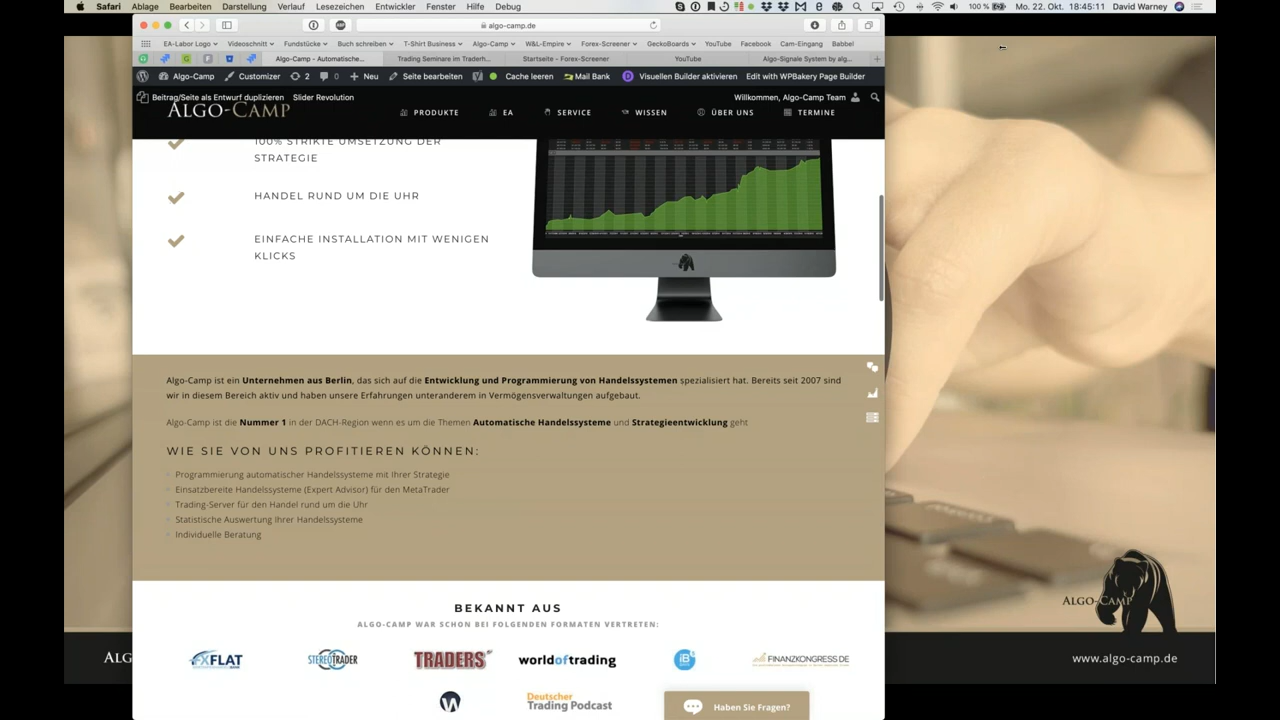 Safari Ablage Bearbeiten Darstellung Verlauf Lesezeichen Entwickler Fenster Hilfe Debug 100 % Mo. 22. Okt. 18:45:11 David Warney
algo-camp.de
EA-Labor Logo Videoschnitt Fundstücke Buch schreiben T-Shirt Business Algo-Camp W&L-Empire Forex-Screener GeckoBoards YouTube Facebook Cam-Eingang Babbel
Algo-Camp - Automatische... Trading Seminare im Traderh... Startseite – Forex-Screener YouTube Algo-Signale System by alg...
Algo-Camp Customizer 2 0 Neu Seite bearbeiten Cache leeren Mail Bank Visuellen Builder aktivieren Edit with WPBakery Page Builder
Beitrag/Seite als Entwurf duplizieren Slider Revolution Willkommen, Algo-Camp Team
ALGO-CAMP PRODUKTE EA SERVICE WISSEN ÜBER UNS TERMINE
100% STRIKTE UMSETZUNG DER
STRATEGIE
HANDEL RUND UM DIE UHR
EINFACHE INSTALLATION MIT WENIGEN
KLICKS
Algo-Camp ist ein Unternehmen aus Berlin, das sich auf die Entwicklung und Programmierung von Handelssystemen spezialisiert hat. Bereits seit 2007 sind
wir in diesem Bereich aktiv und haben unsere Erfahrungen unteranderem in Vermögensverwaltungen aufgebaut.
Algo-Camp ist die Nummer 1 in der DACH-Region wenn es um die Themen Automatische Handelssysteme und Strategieentwicklung geht
WIE SIE VON UNS PROFITIEREN KÖNNEN:
Programmierung automatischer Handelssysteme mit Ihrer Strategie
Einsatzbereite Handelssysteme (Expert Advisor) für den MetaTrader
Trading-Server für den Handel rund um die Uhr
Statistische Auswertung Ihrer Handelssysteme
Individuelle Beratung
BEKANNT AUS
ALGO-CAMP WAR SCHON BEI FOLGENDEN FORMATEN VERTRETEN:
FXFLAT STEREOTRADER TRADERS' worldoftrading iB FINANZKONGRESS.DE
W Deutscher
Trading Podcast
Haben Sie Fragen?
ALG
ALGO-CAMP
www.algo-camp.de